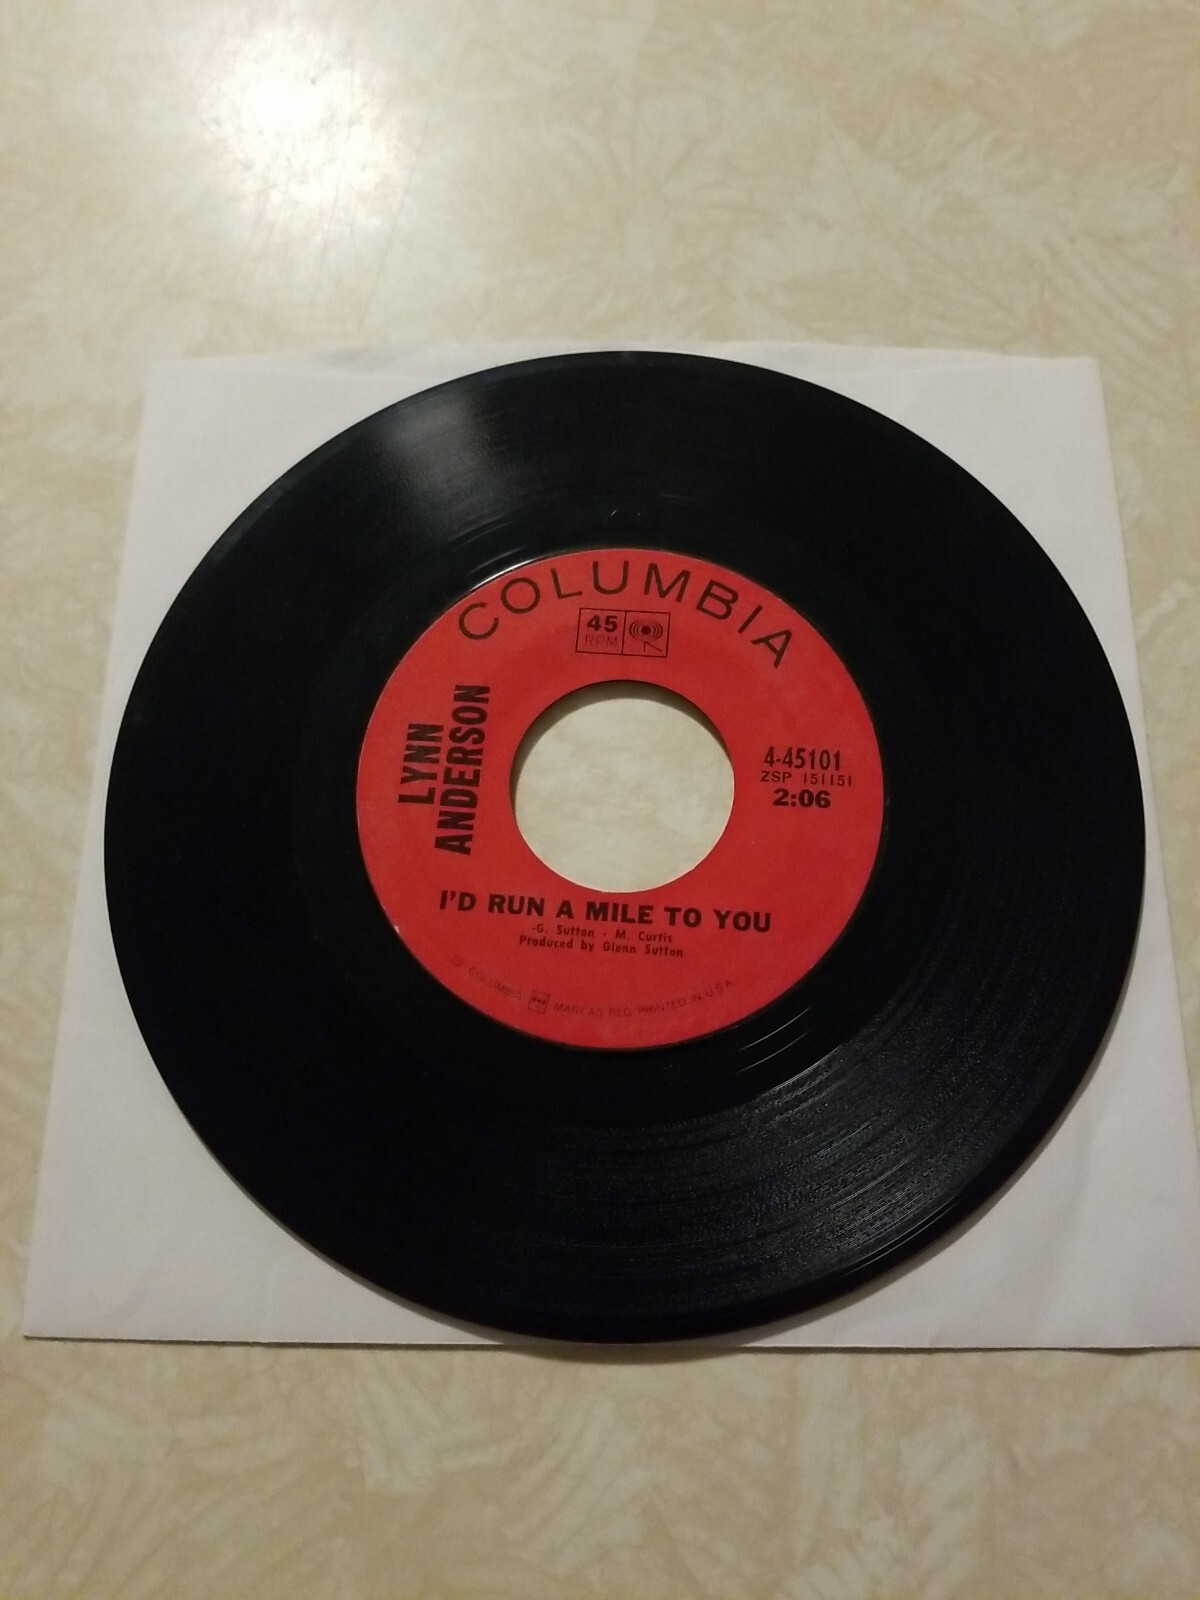 COLUMBIA
45
RPM
LYNN
ANDERSON
4-45101
ZSP 151151
2:06
I'D RUN A MILE TO YOU
-G. Sutton - M. Curtis
Produced by Glenn Sutton
COLUMBIA MARCAS REG. PRINTED IN U.S.A.